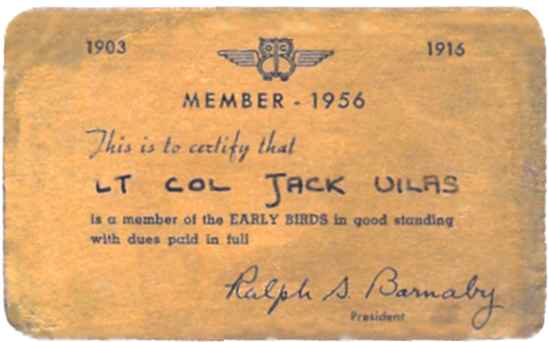 1903 1916
MEMBER - 1956
This is to certify that
LT COL JACK VILAS
is a member of the EARLY BIRDS in good standing
with dues paid in full
Ralph S. Barnaby
President